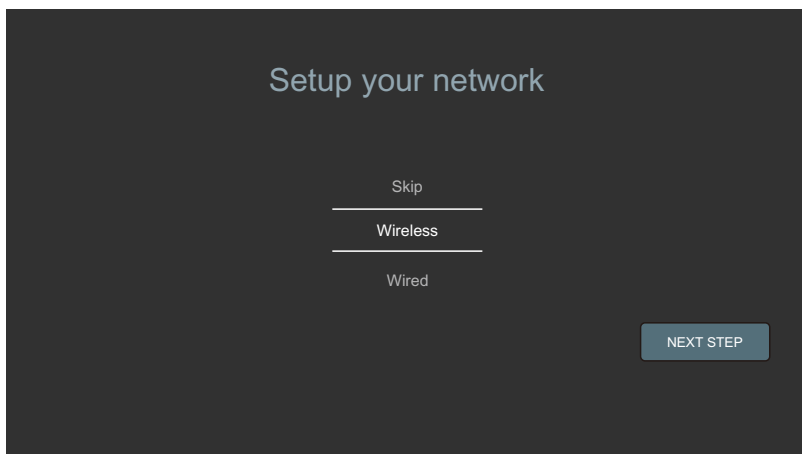 Setup your network
Skip
Wireless
Wired
NEXT STEP